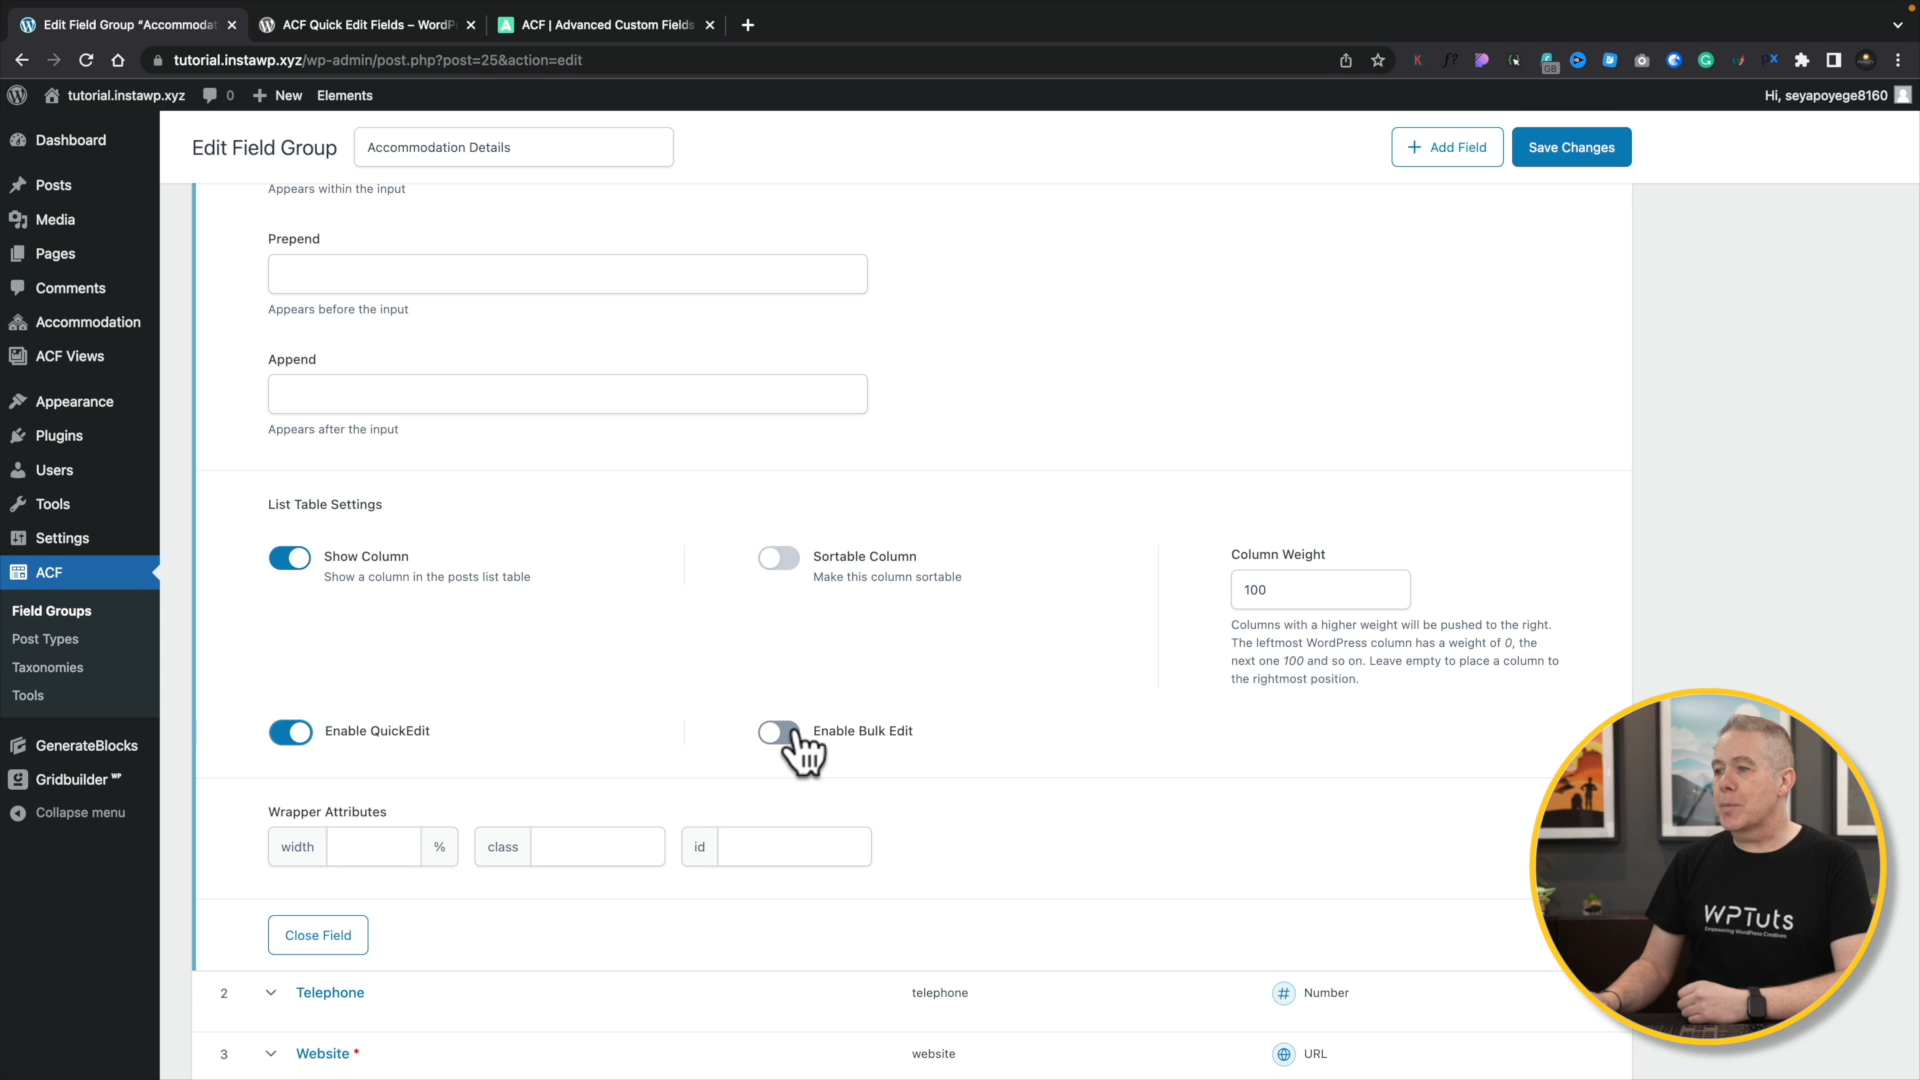 Edit Field Group "Accommodat
ACF Quick Edit Fields – WordP
ACF | Advanced Custom Fields
tutorial.instawp.xyz/wp-admin/post.php?post=25&action=edit
tutorial.instawp.xyz
0
New
Elements
Hi, seyapoyege8160
Dashboard
Posts
Media
Pages
Comments
Accommodation
ACF Views
Appearance
Plugins
Users
Tools
Settings
ACF
Field Groups
Post Types
Taxonomies
Tools
GenerateBlocks
Gridbuilder WP
Collapse menu
Edit Field Group
Accommodation Details
+ Add Field
Save Changes
Appears within the input
Prepend
Appears before the input
Append
Appears after the input
List Table Settings
Show Column
Show a column in the posts list table
Sortable Column
Make this column sortable
Column Weight
100
Columns with a higher weight will be pushed to the right.
The leftmost WordPress column has a weight of 0, the
next one 100 and so on. Leave empty to place a column to
the rightmost position.
Enable QuickEdit
Enable Bulk Edit
Wrapper Attributes
width
%
class
id
Close Field
2
Telephone
telephone
# Number
3
Website *
website
URL
WPTuts
Empowering WordPress Creatives